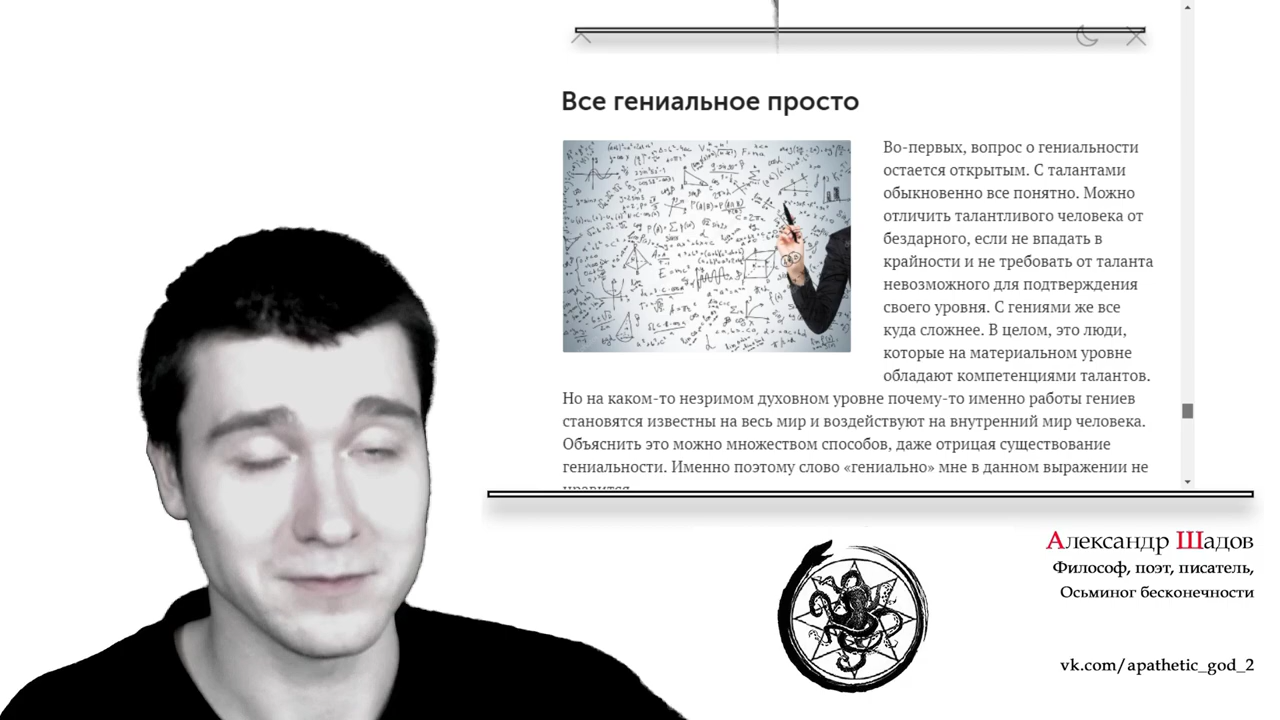 Все гениальное просто
Во-первых, вопрос о гениальности
остается открытым. С талантами
обыкновенно все понятно. Можно
отличить талантливого человека от
бездарного, если не впадать в
крайности и не требовать от таланта
невозможного для подтверждения
своего уровня. С гениями же все
куда сложнее. В целом, это люди,
которые на материальном уровне
обладают компетенциями талантов.
Но на каком-то незримом духовном уровне почему-то именно работы гениев
становятся известны на весь мир и воздействуют на внутренний мир человека.
Объяснить это можно множеством способов, даже отрицая существование
гениальности. Именно поэтому слово «гениально» мне в данном выражении не
Александр Шадов
Философ, поэт, писатель,
Осьминог бесконечности
vk.com/apathetic_god_2